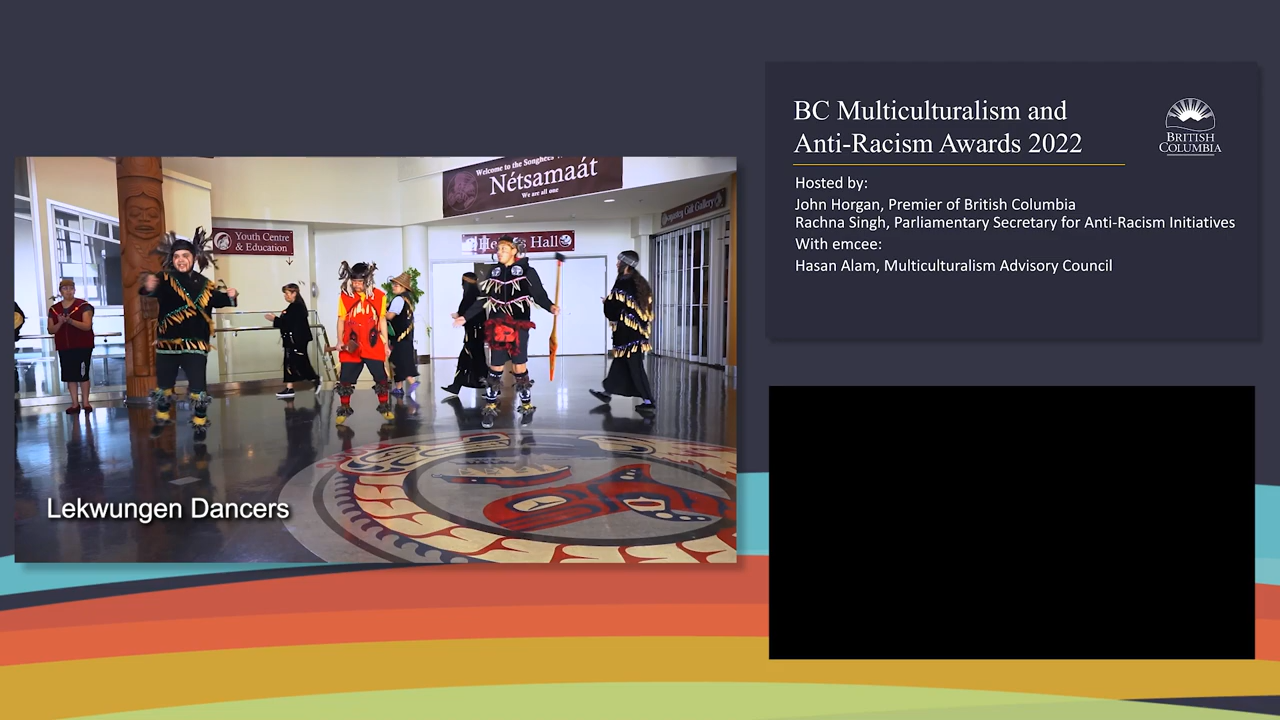 BC Multiculturalism and
Anti-Racism Awards 2022
BRITISH
COLUMBIA
Hosted by:
John Horgan, Premier of British Columbia
Rachna Singh, Parliamentary Secretary for Anti-Racism Initiatives
With emcee:
Hasan Alam, Multiculturalism Advisory Council
Welcome to the Songhees
Nétsamaát
We are all one
Youth Centre
& Education
Hall
Gallery
Lekwungen Dancers